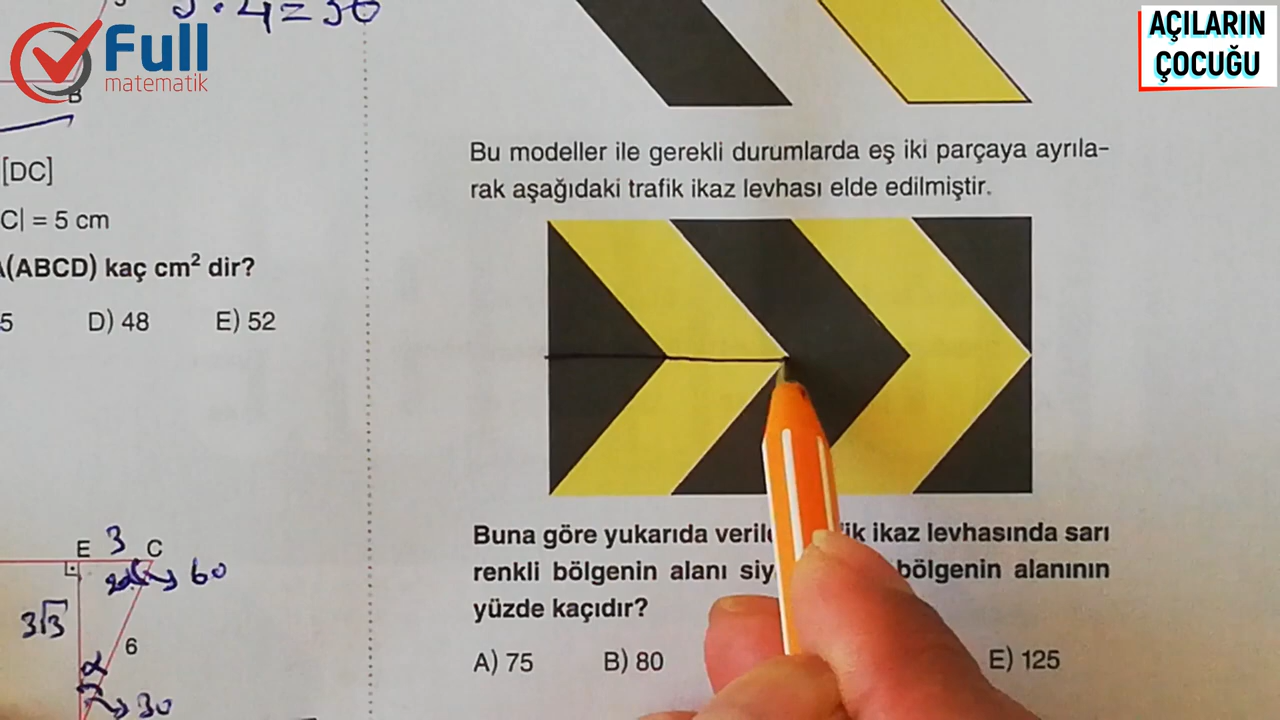 Full
matematik
AÇILARIN
ÇOCUĞU
B
[DC]
C| = 5 cm
A(ABCD) kaç cm² dir?
5 D) 48 E) 52
E 3 C
60
3√3
6
α
30
Bu modeller ile gerekli durumlarda eş iki parçaya ayrıla-
rak aşağıdaki trafik ikaz levhası elde edilmiştir.
Buna göre yukarıda ik ikaz levhasında sarı
renkli bölgenin alanı bölgenin alanının
yüzde kaçıdır?
A) 75 B) 80 E) 125